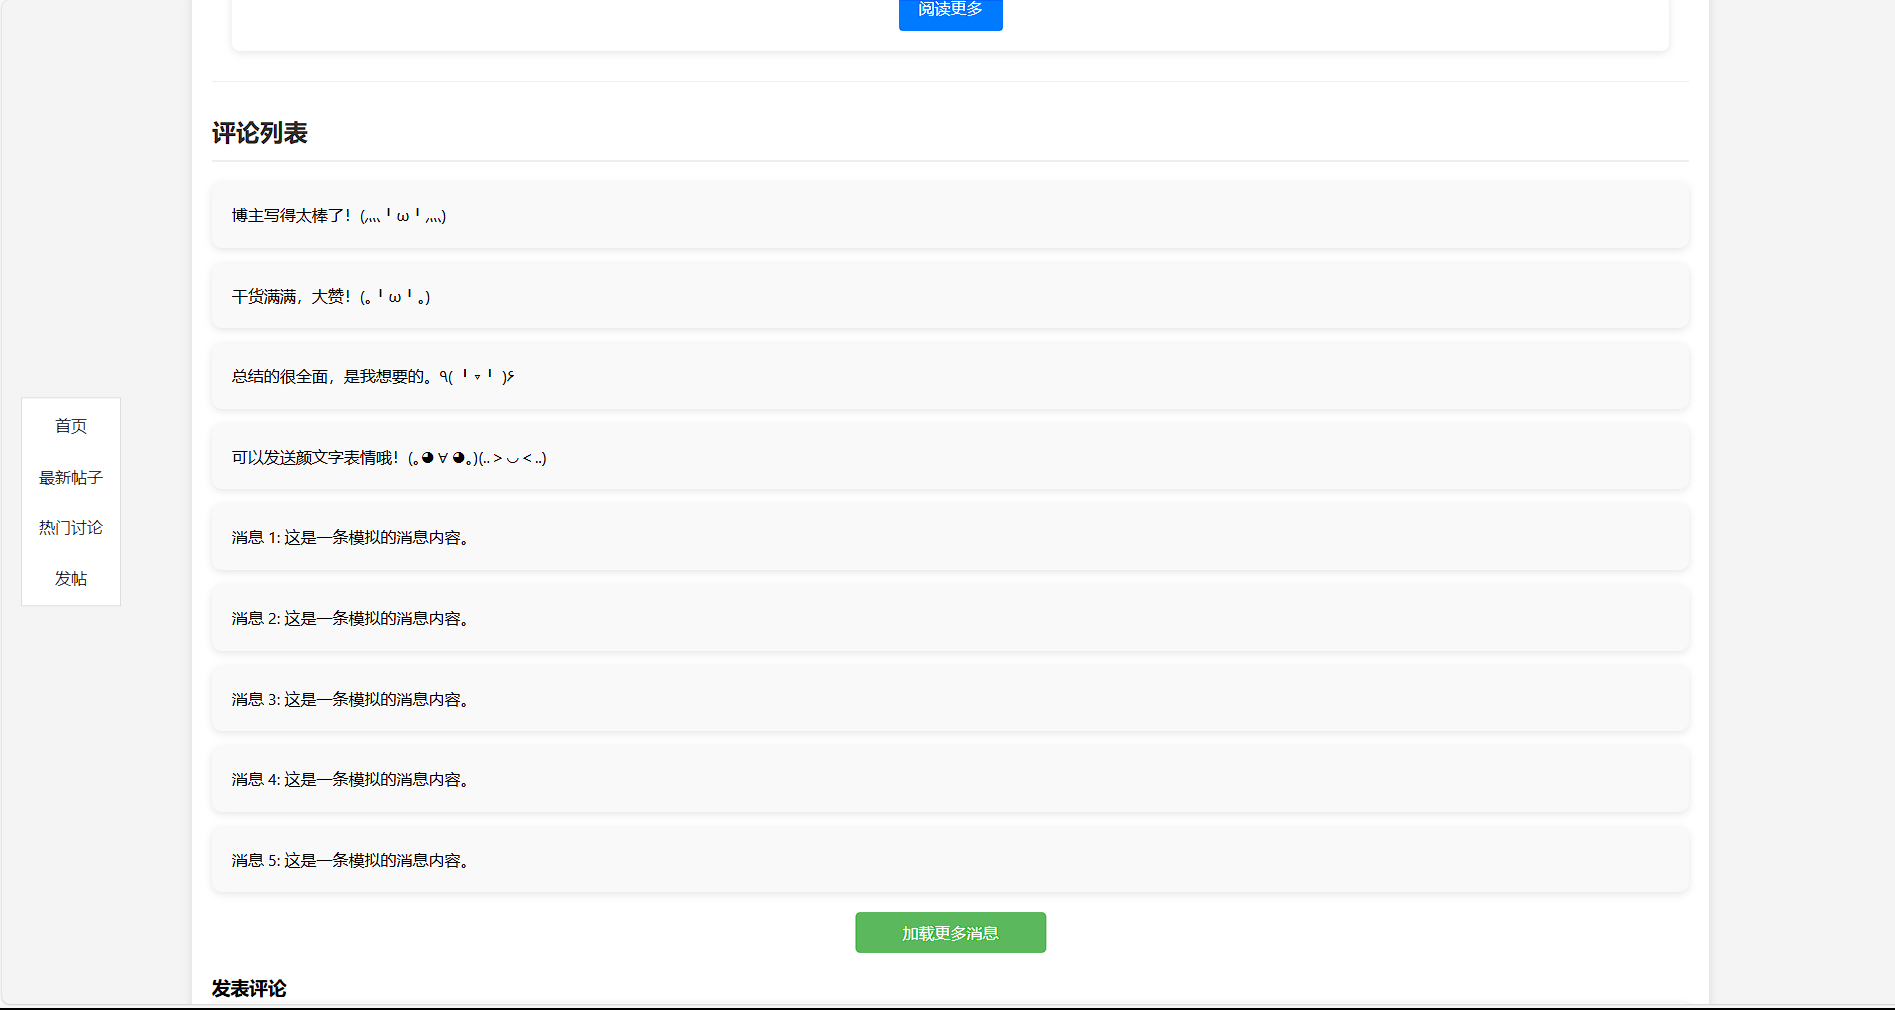 阅读更多
评论列表
博主写得太棒了！(灬╹ω╹灬)
干货满满，大赞！(｡╹ω╹｡)
总结的很全面，是我想要的。٩( ╹▿╹ )۶
可以发送颜文字表情哦！(｡◕∀◕｡)(..＞◡＜..)
消息 1: 这是一条模拟的消息内容。
消息 2: 这是一条模拟的消息内容。
消息 3: 这是一条模拟的消息内容。
消息 4: 这是一条模拟的消息内容。
消息 5: 这是一条模拟的消息内容。
加载更多消息
发表评论
首页
最新帖子
热门讨论
发帖